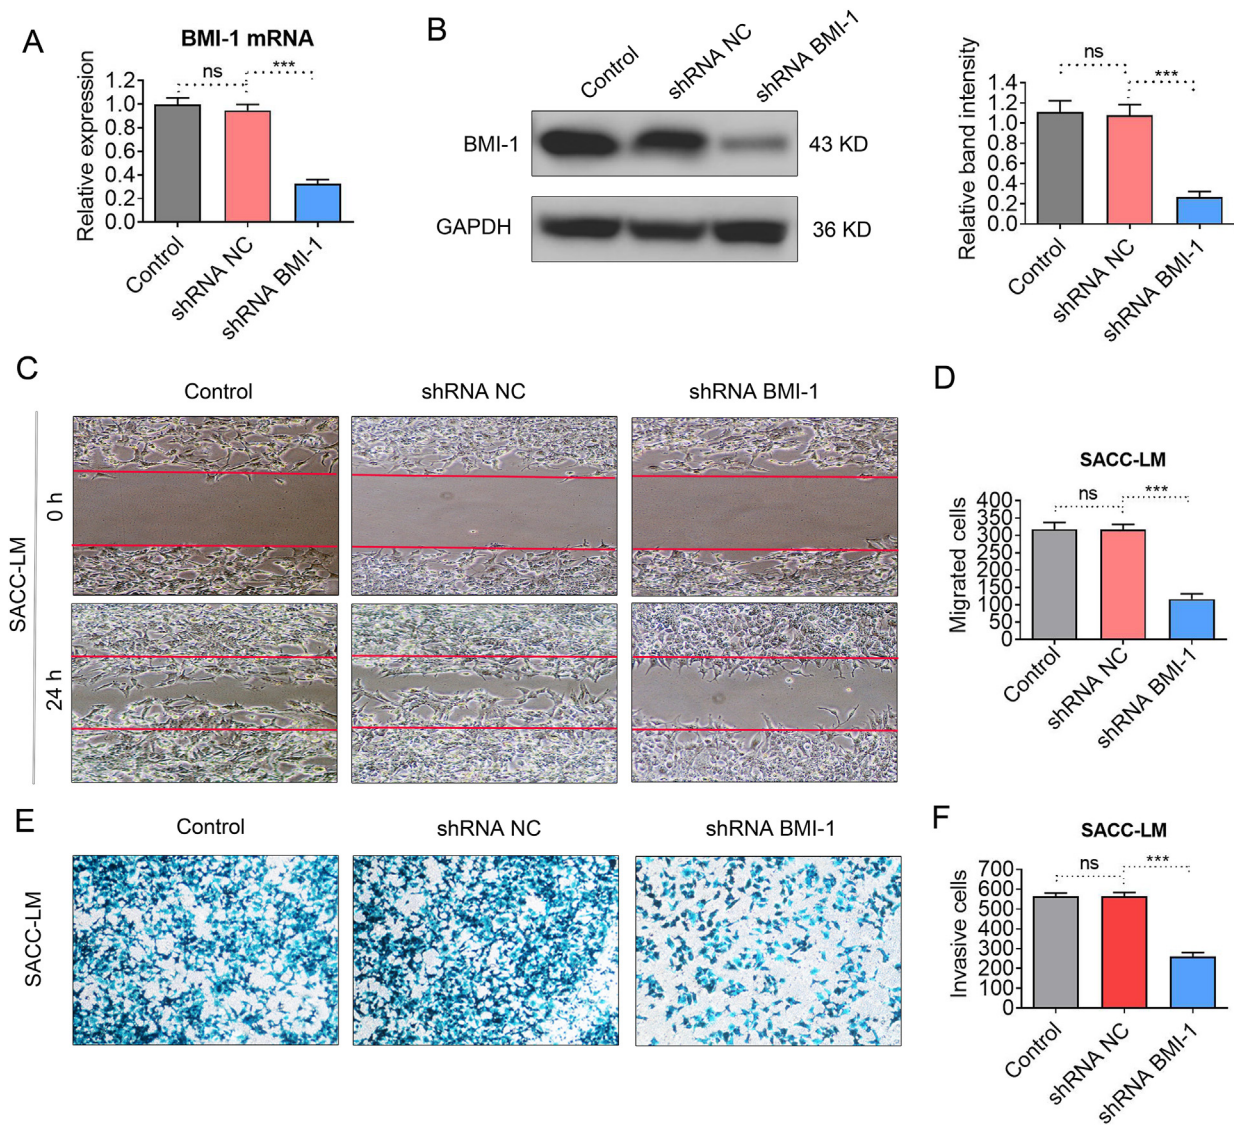 A
BMI-1 mRNA
ns
***
Relative expression
1.2
1.0
0.8
0.6
0.4
0.2
0.0
Control
shRNA NC
shRNA BMI-1
B
Control
shRNA NC
shRNA BMI-1
BMI-1
43 KD
GAPDH
36 KD
ns
***
Relative band intensity
1.4
1.2
1.0
0.8
0.6
0.4
0.2
0.0
Control
shRNA NC
shRNA BMI-1
C
Control
shRNA NC
shRNA BMI-1
SACC-LM
0 h
24 h
D
SACC-LM
ns
***
Migrated cells
400
350
300
250
200
150
100
50
0
Control
shRNA NC
shRNA BMI-1
E
Control
shRNA NC
shRNA BMI-1
SACC-LM
F
SACC-LM
ns
***
Invasive cells
700
600
500
400
300
200
100
0
Control
shRNA NC
shRNA BMI-1